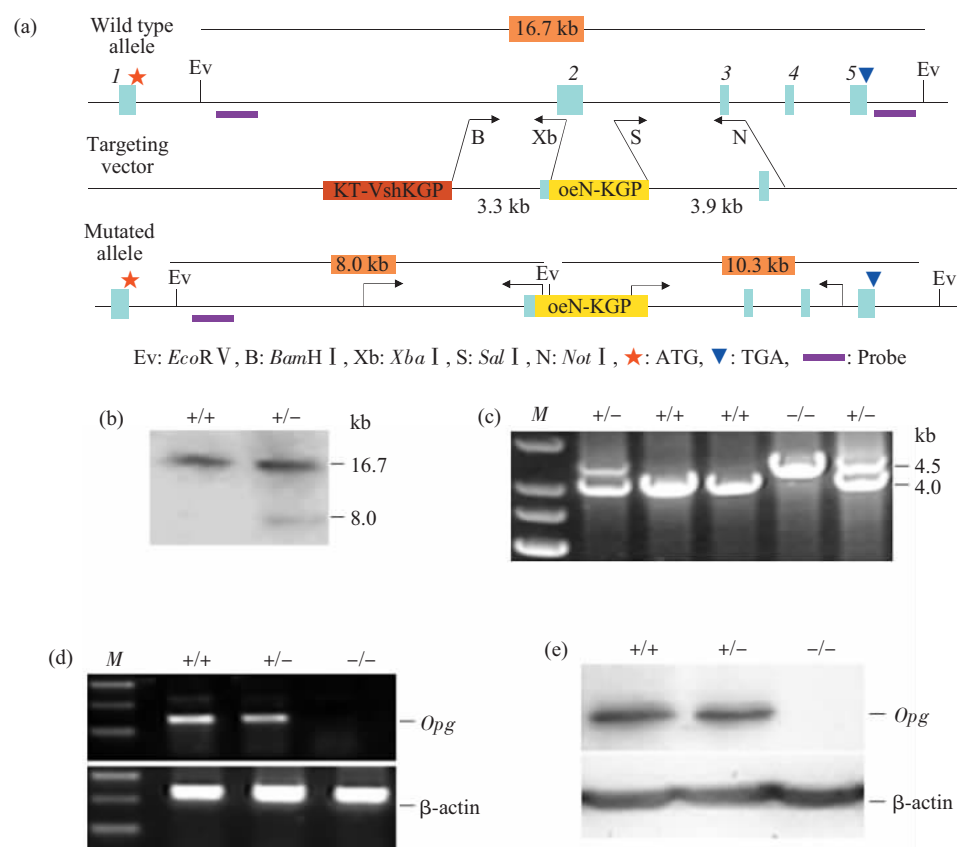 (a)
Wild type
allele
16.7 kb
1 2 3 4 5
Ev Ev
B Xb S N
Targeting
vector
KT-VshKGP oeN-KGP
3.3 kb 3.9 kb
Mutated
allele
8.0 kb 10.3 kb
Ev Ev Ev
oeN-KGP
Ev: EcoR Ⅴ, B: BamH Ⅰ, Xb: Xba Ⅰ, S: Sal Ⅰ, N: Not Ⅰ, ★: ATG, ▼: TGA, : Probe
(b) +/+ +/− kb
16.7
8.0
(c) M +/− +/+ +/+ −/− +/−
kb
4.5
4.0
(d) M +/+ +/− −/−
Opg
β-actin
(e) +/+ +/− −/−
Opg
β-actin